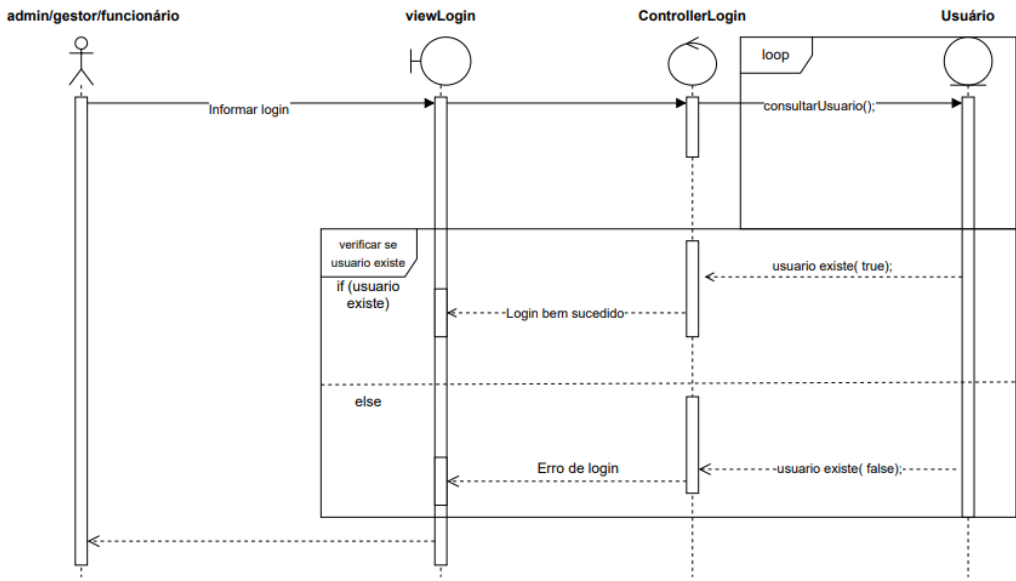 admin/gestor/funcionário
viewLogin
ControllerLogin
Usuário
loop
Informar login
consultarUsuario();
verificar se
usuario existe
usuario existe( true);
if (usuario
existe)
Login bem sucedido
else
Erro de login
usuario existe( false);